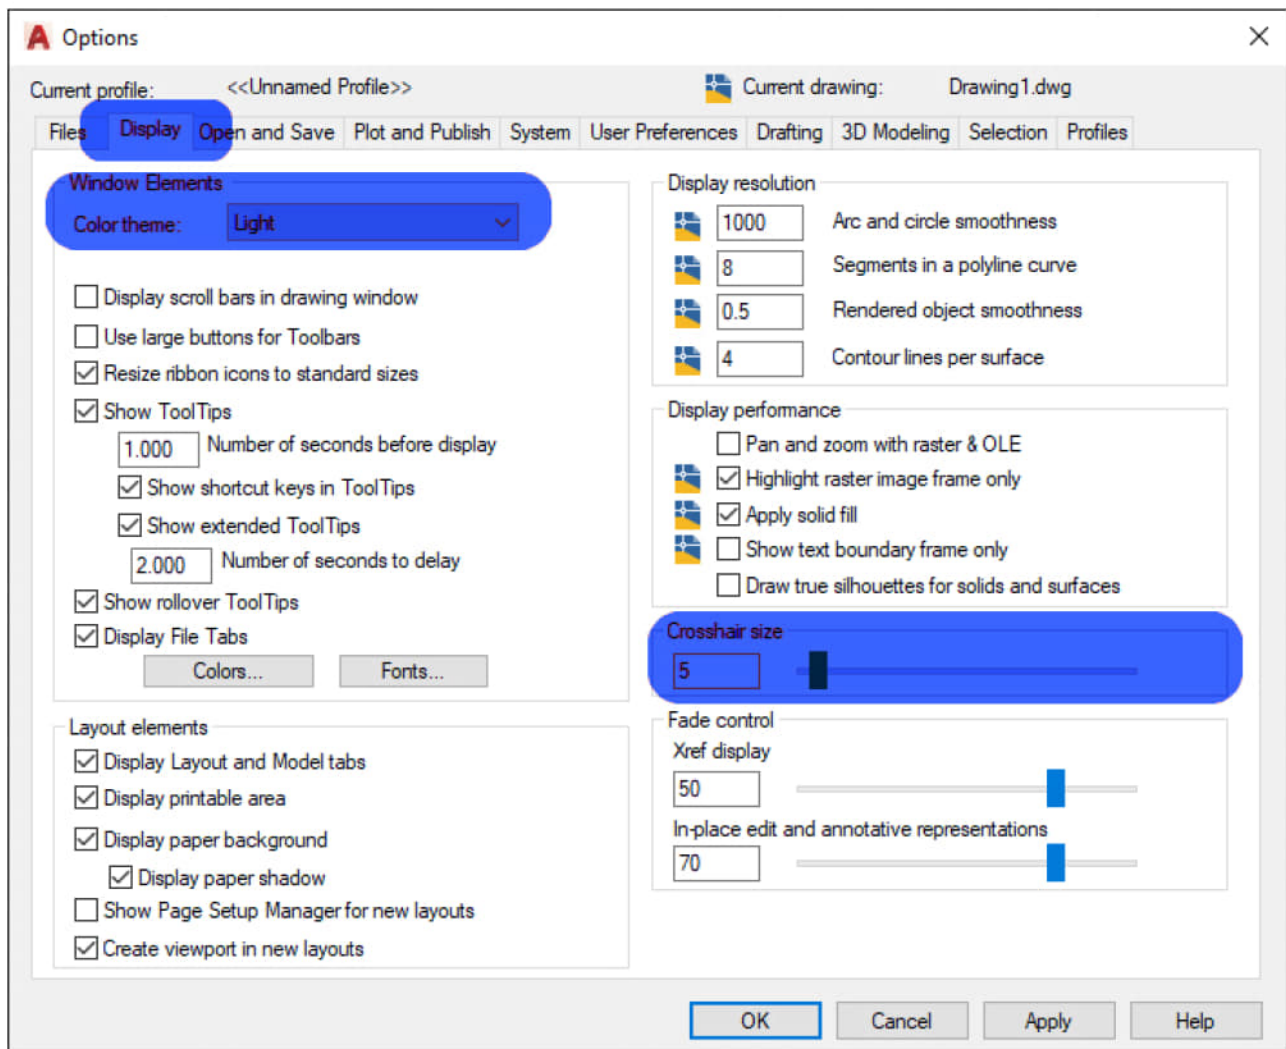 Options
Current profile: <<Unnamed Profile>> Current drawing: Drawing1.dwg
Files Display Open and Save Plot and Publish System User Preferences Drafting 3D Modeling Selection Profiles
Window Elements
Color theme: Light
Display scroll bars in drawing window
Use large buttons for Toolbars
Resize ribbon icons to standard sizes
Show ToolTips
1.000 Number of seconds before display
Show shortcut keys in ToolTips
Show extended ToolTips
2.000 Number of seconds to delay
Show rollover ToolTips
Display File Tabs
Colors... Fonts...
Layout elements
Display Layout and Model tabs
Display printable area
Display paper background
Display paper shadow
Show Page Setup Manager for new layouts
Create viewport in new layouts
Display resolution
1000 Arc and circle smoothness
8 Segments in a polyline curve
0.5 Rendered object smoothness
4 Contour lines per surface
Display performance
Pan and zoom with raster & OLE
Highlight raster image frame only
Apply solid fill
Show text boundary frame only
Draw true silhouettes for solids and surfaces
Crosshair size
5
Fade control
Xref display
50
In-place edit and annotative representations
70
OK Cancel Apply Help